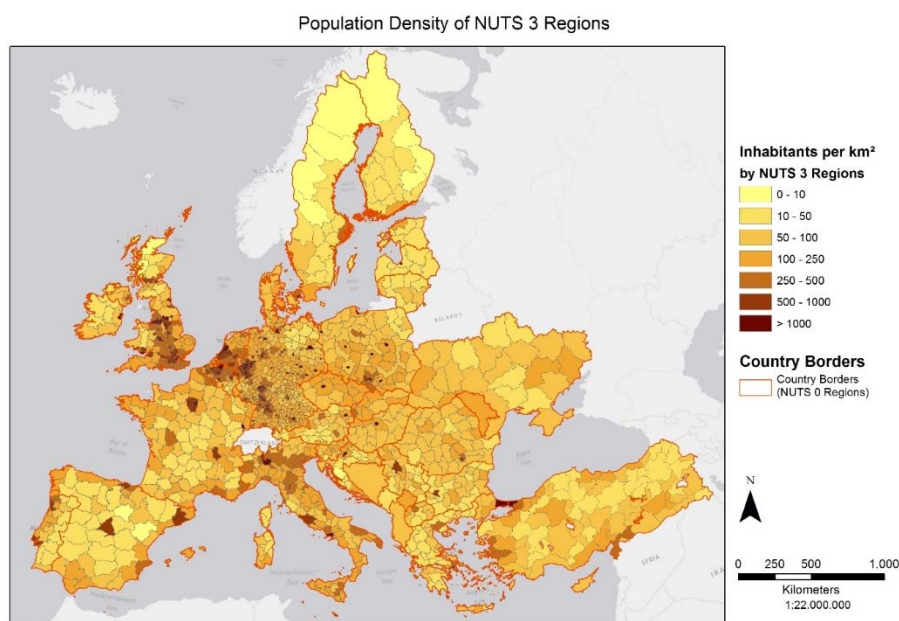 Population Density of NUTS 3 Regions
Inhabitants per km²
by NUTS 3 Regions
0 - 10
10 - 50
50 - 100
100 - 250
250 - 500
500 - 1000
> 1000
Country Borders
Country Borders
(NUTS 0 Regions)
BELARUS
SWITZERLAND
SYRIA
N
0 250 500 1.000
Kilometers
1:22.000.000